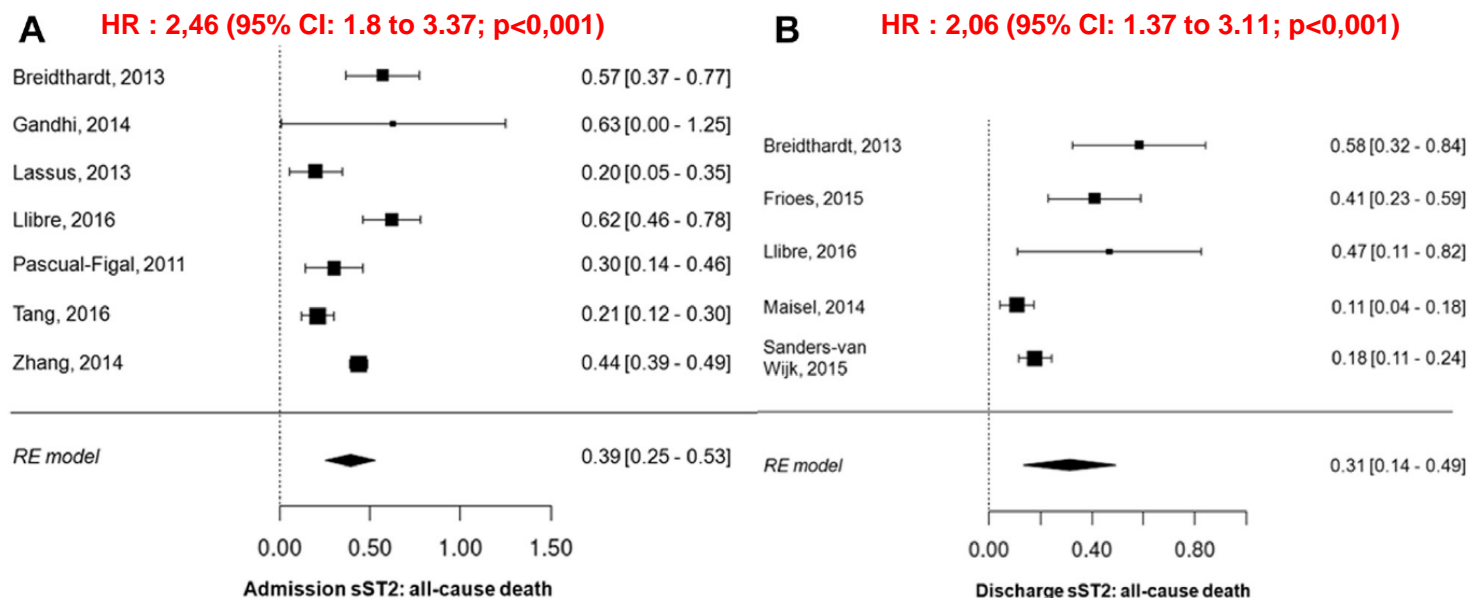 A
HR : 2,46 (95% CI: 1.8 to 3.37; p<0,001)
Breidthardt, 2013 0.57 [0.37 - 0.77]
Gandhi, 2014 0.63 [0.00 - 1.25]
Lassus, 2013 0.20 [0.05 - 0.35]
Llibre, 2016 0.62 [0.46 - 0.78]
Pascual-Figal, 2011 0.30 [0.14 - 0.46]
Tang, 2016 0.21 [0.12 - 0.30]
Zhang, 2014 0.44 [0.39 - 0.49]
RE model 0.39 [0.25 - 0.53]
0.00 0.50 1.00 1.50
Admission sST2: all-cause death
B
HR : 2,06 (95% CI: 1.37 to 3.11; p<0,001)
Breidthardt, 2013 0.58 [0.32 - 0.84]
Frioes, 2015 0.41 [0.23 - 0.59]
Llibre, 2016 0.47 [0.11 - 0.82]
Maisel, 2014 0.11 [0.04 - 0.18]
Sanders-van
Wijk, 2015 0.18 [0.11 - 0.24]
RE model 0.31 [0.14 - 0.49]
0.00 0.40 0.80
Discharge sST2: all-cause death